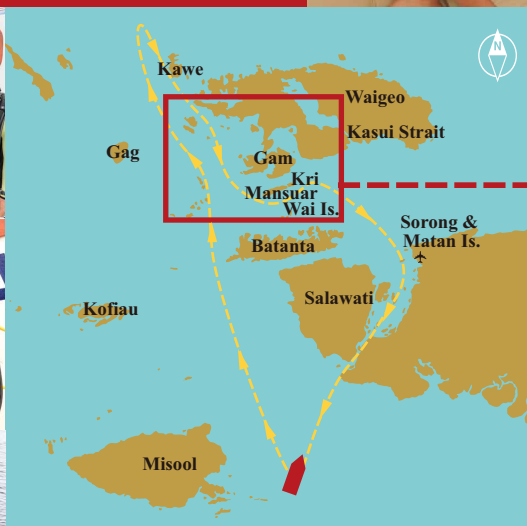 N
Kawe
Waigeo
Kasui Strait
Gag
Gam
Kri
Mansuar
Wai Is.
Sorong &
Matan Is.
Batanta
Salawati
Kofiau
Misool